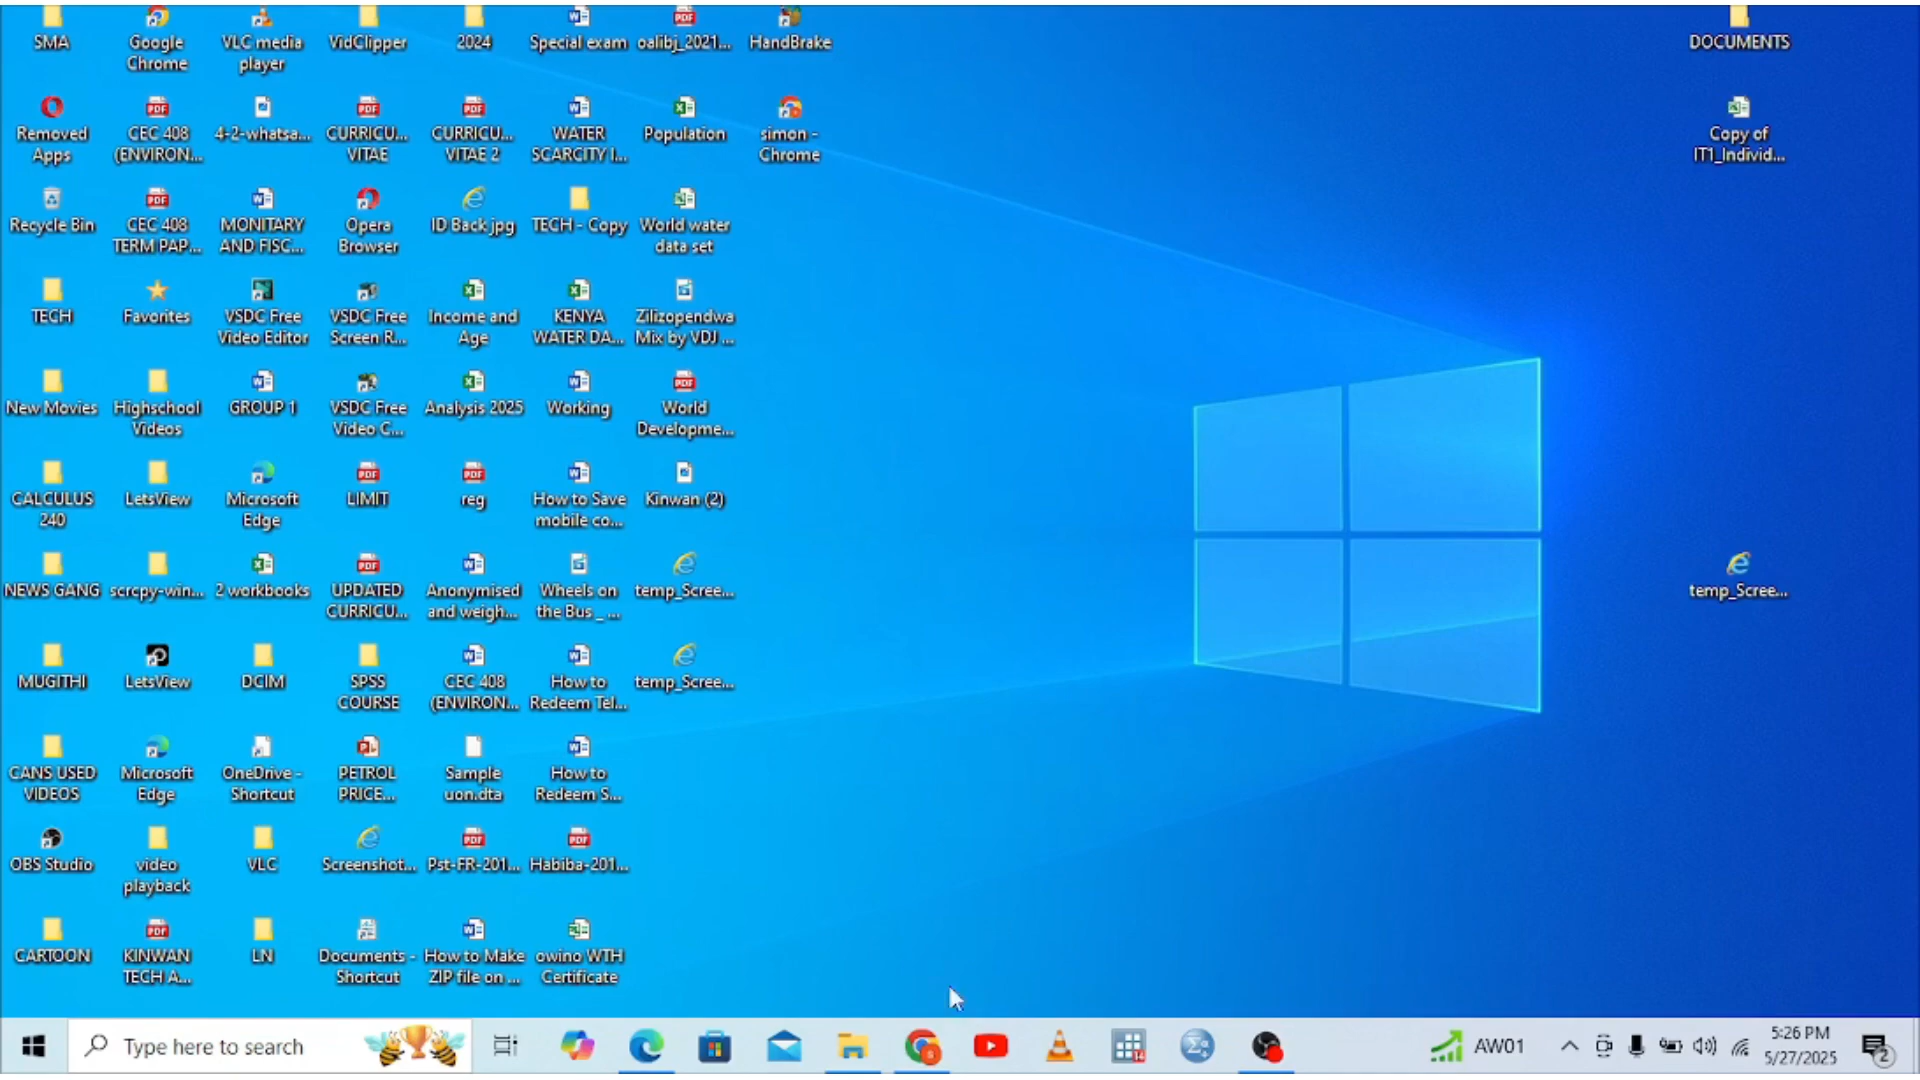 SMA
Google
Chrome
VLC media
player
VidClipper
2024
Special exam
oalibj_2021...
HandBrake
DOCUMENTS
Removed
Apps
CEC 408
(ENVIRON...
4-2-whatsa...
CURRICU...
VITAE
CURRICU...
VITAE 2
WATER
SCARCITY I...
Population
simon -
Chrome
Copy of
IT1_Individ...
Recycle Bin
CEC 408
TERM PAP...
MONITARY
AND FISC...
Opera
Browser
ID Back.jpg
TECH - Copy
World water
data set
TECH
Favorites
VSDC Free
Video Editor
VSDC Free
Screen R...
Income and
Age
KENYA
WATER DA...
Zilizopendwa
Mix by VDJ ...
New Movies
Highschool
Videos
GROUP 1
VSDC Free
Video C...
Analysis 2025
Working
World
Developme...
CALCULUS
240
LetsView
Microsoft
Edge
LIMIT
reg
How to Save
mobile co...
Kinwan (2)
NEWS GANG
scrcpy-win...
2 workbooks
UPDATED
CURRICU...
Anonymised
and weigh...
Wheels on
the Bus _ ...
temp_Scree...
temp_Scree...
MUGITHI
LetsView
DCIM
SPSS
COURSE
CEC 408
(ENVIRON...
How to
Redeem Tel...
temp_Scree...
CANS USED
VIDEOS
Microsoft
Edge
OneDrive -
Shortcut
PETROL
PRICE...
Sample
uon.dta
How to
Redeem S...
OBS Studio
video
playback
VLC
Screenshot...
Pst-FR-201...
Habiba-201...
CARTOON
KINWAN
TECH A...
LN
Documents -
Shortcut
How to Make
ZIP file on ...
owino WTH
Certificate
Type here to search
AW01
5:26 PM
5/27/2025
2